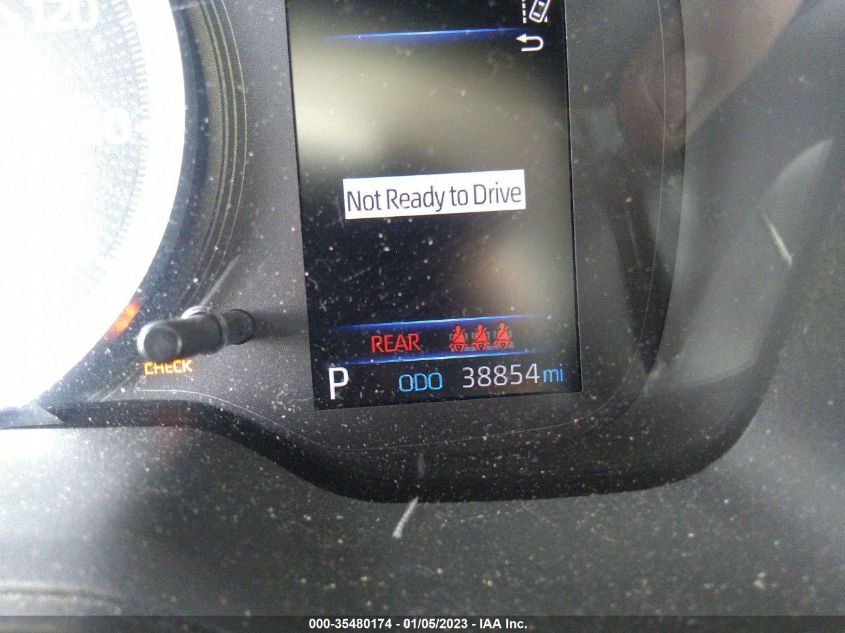 120
Not Ready to Drive
REAR
CHECK
P ODO 38854 mi
000-35480174 - 01/05/2023 - IAA Inc.